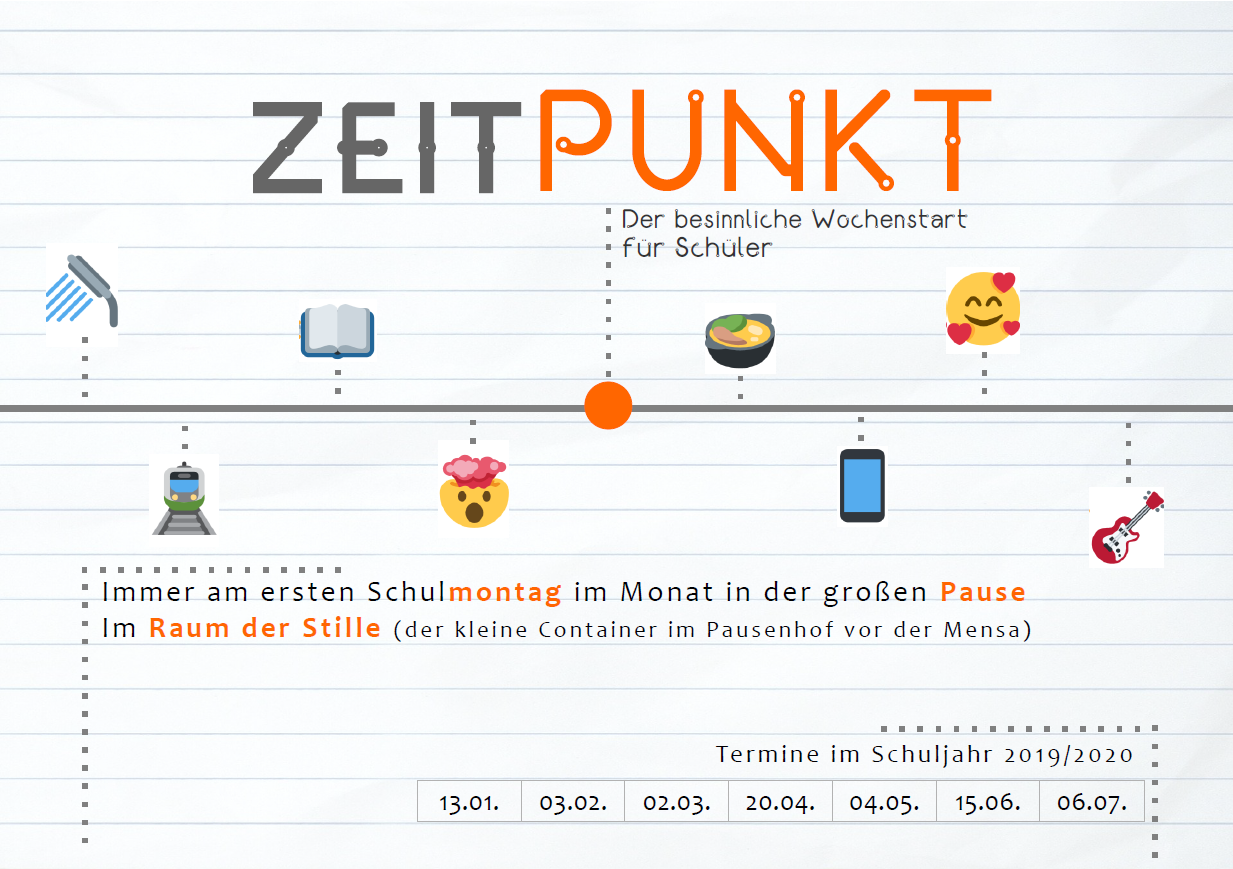 ZEITPUNKT
Der besinnliche Wochenstart
für Schüler
Immer am ersten Schulmontag im Monat in der großen Pause
Im Raum der Stille (der kleine Container im Pausenhof vor der Mensa)
Termine im Schuljahr 2019/2020
13.01. 03.02. 02.03. 20.04. 04.05. 15.06. 06.07.